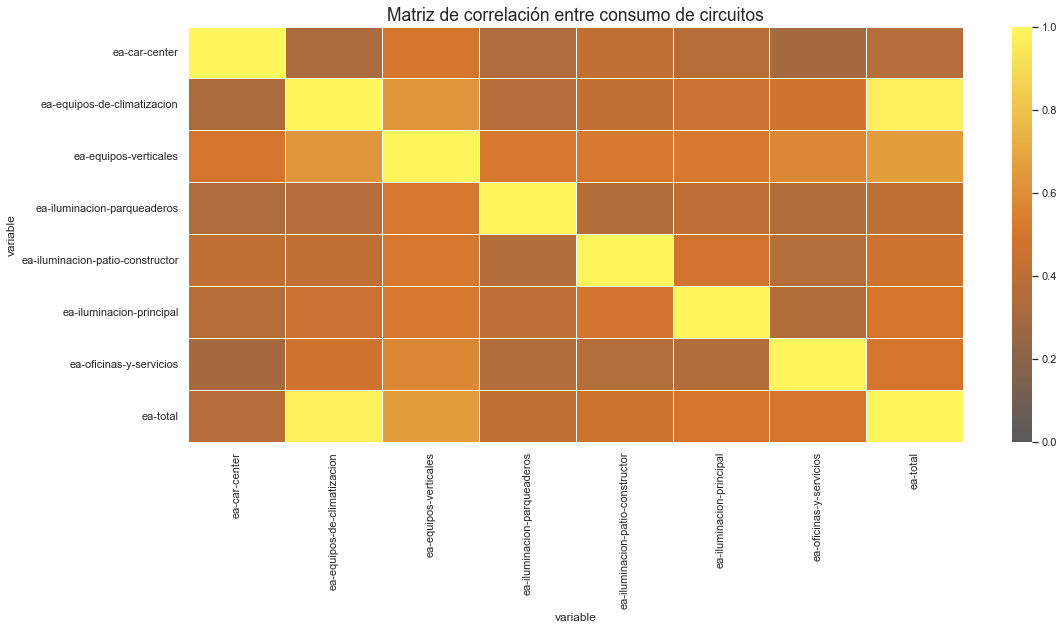 Matriz de correlación entre consumo de circuitos
variable
ea-car-center
ea-equipos-de-climatizacion
ea-equipos-verticales
ea-iluminacion-parqueaderos
ea-iluminacion-patio-constructor
ea-iluminacion-principal
ea-oficinas-y-servicios
ea-total
ea-car-center
ea-equipos-de-climatizacion
ea-equipos-verticales
ea-iluminacion-parqueaderos
ea-iluminacion-patio-constructor
ea-iluminacion-principal
ea-oficinas-y-servicios
ea-total
variable
1.0
0.8
0.6
0.4
0.2
0.0